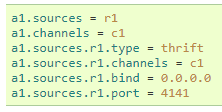 a1.sources = r1
a1.channels = c1
a1.sources.r1.type = thrift
a1.sources.r1.channels = c1
a1.sources.r1.bind = 0.0.0.0
a1.sources.r1.port = 4141